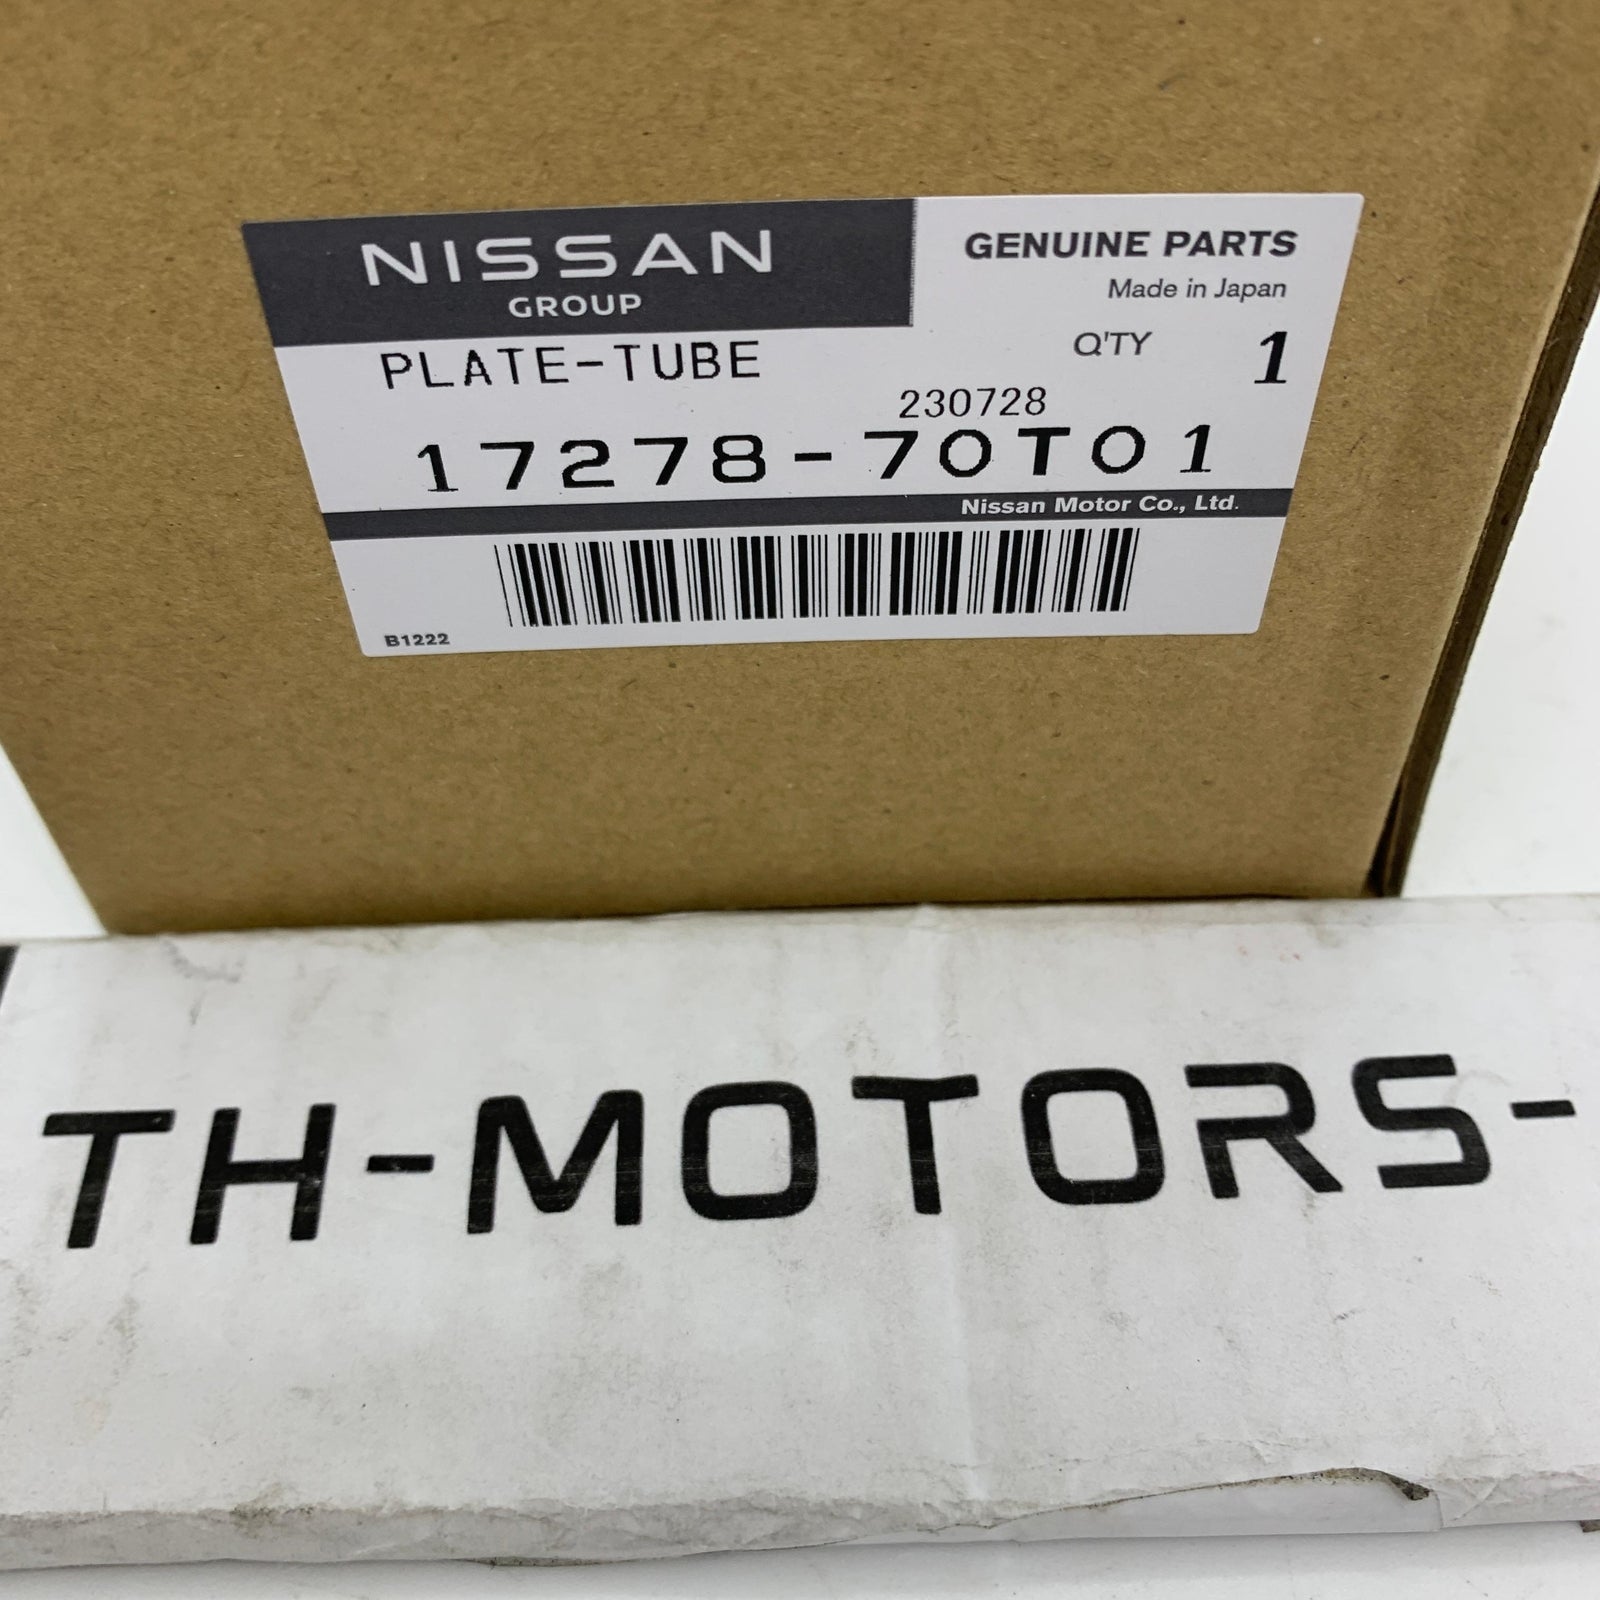 NISSAN
GROUP
GENUINE PARTS
Made in Japan
PLATE-TUBE
Q'TY 1
230728
17278-70T01
Nissan Motor Co., Ltd.
B1222
TH-MOTORS-